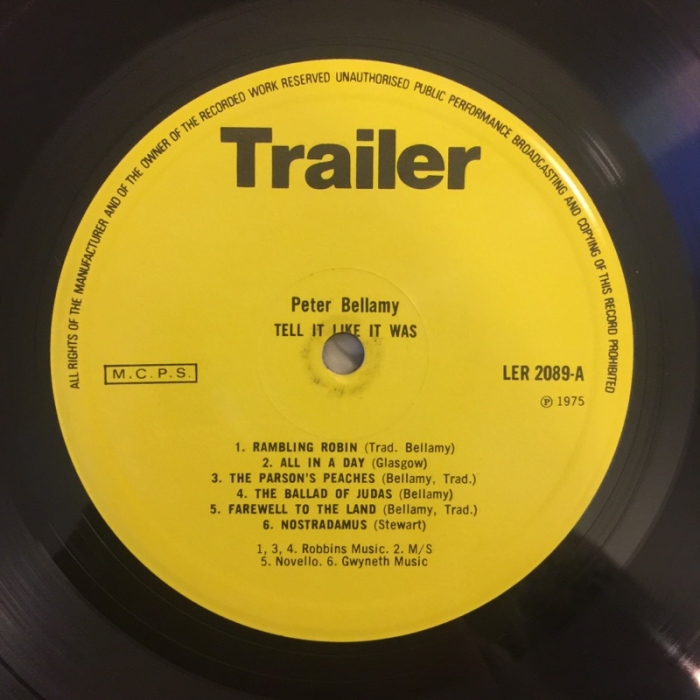 ALL RIGHTS OF THE MANUFACTURER AND OF THE OWNER OF THE RECORDED WORK RESERVED UNAUTHORISED PUBLIC PERFORMANCE BROADCASTING AND COPYING OF THIS RECORD PROHIBITED
Trailer
Peter Bellamy
TELL IT LIKE IT WAS
M.C.P.S.
LER 2089-A
℗ 1975
1. RAMBLING ROBIN (Trad. Bellamy)
2. ALL IN A DAY (Glasgow)
3. THE PARSON'S PEACHES (Bellamy, Trad.)
4. THE BALLAD OF JUDAS (Bellamy)
5. FAREWELL TO THE LAND (Bellamy, Trad.)
6. NOSTRADAMUS (Stewart)
1, 3, 4. Robbins Music. 2. M/S
5. Novello. 6. Gwyneth Music